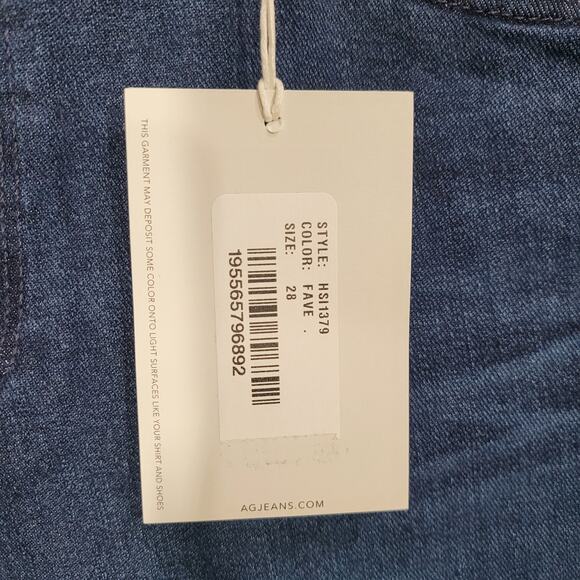 THIS GARMENT MAY DEPOSIT SOME COLOR ONTO LIGHT SURFACES LIKE YOUR SHIRT AND SHOES
STYLE: HSI1379
COLOR: FAVE .
SIZE: 28
195565796892
AGJEANS.COM